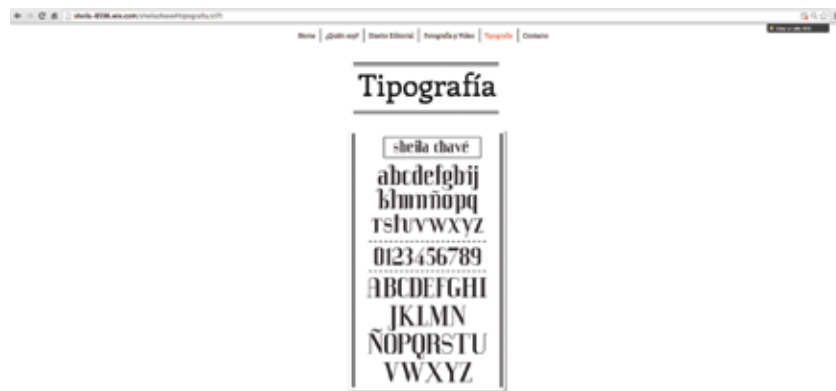 Home | ¿Quién soy? | Diseño Editorial | Fotografía y Video | Tipografía | Contacto
Tipografía
sheila chavé
abcdefghij
klmnñopq
rstuvwxyz
0123456789
ABCDEFGHI
JKLMN
ÑOPQRSTU
VWXYZ